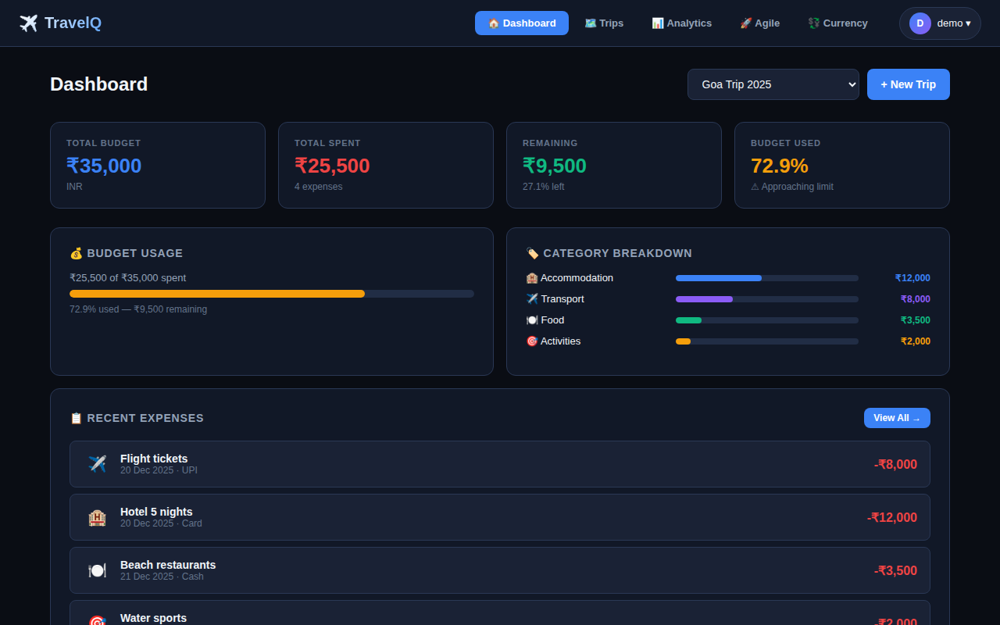 ✈️ TravelQ
🏠 Dashboard
🗺️ Trips
📊 Analytics
🚀 Agile
💱 Currency
D demo ▾
Dashboard
Goa Trip 2025
+ New Trip
TOTAL BUDGET
₹35,000
INR
TOTAL SPENT
₹25,500
4 expenses
REMAINING
₹9,500
27.1% left
BUDGET USED
72.9%
⚠ Approaching limit
💰 BUDGET USAGE
₹25,500 of ₹35,000 spent
72.9% used — ₹9,500 remaining
🏷️ CATEGORY BREAKDOWN
🏨 Accommodation ₹12,000
✈️ Transport ₹8,000
🍽️ Food ₹3,500
🎯 Activities ₹2,000
📋 RECENT EXPENSES
View All →
Flight tickets
20 Dec 2025 · UPI
-₹8,000
Hotel 5 nights
20 Dec 2025 · Card
-₹12,000
Beach restaurants
21 Dec 2025 · Cash
-₹3,500
Water sports
-₹2,000